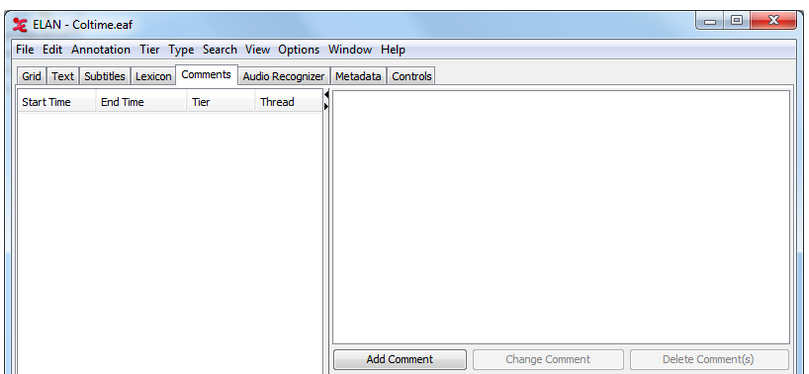 ELAN - Coltime.eaf
File Edit Annotation Tier Type Search View Options Window Help
Grid Text Subtitles Lexicon Comments Audio Recognizer Metadata Controls
Start Time End Time Tier Thread
Add Comment Change Comment Delete Comment(s)